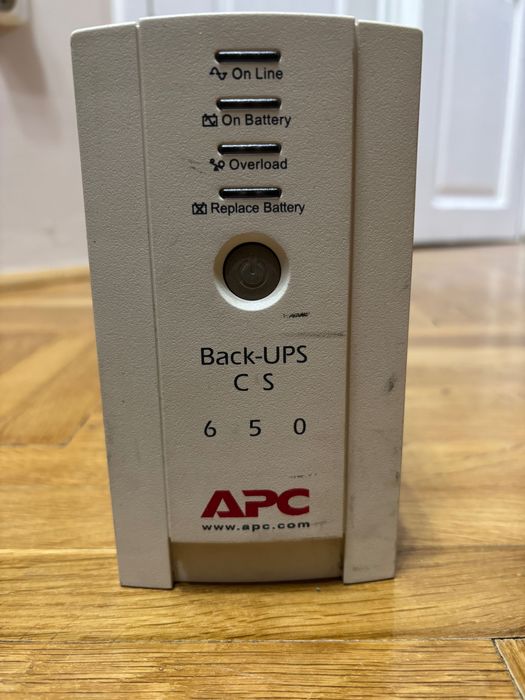 On Line
On Battery
Overload
Replace Battery
Back-UPS
CS
650
APC
www.apc.com